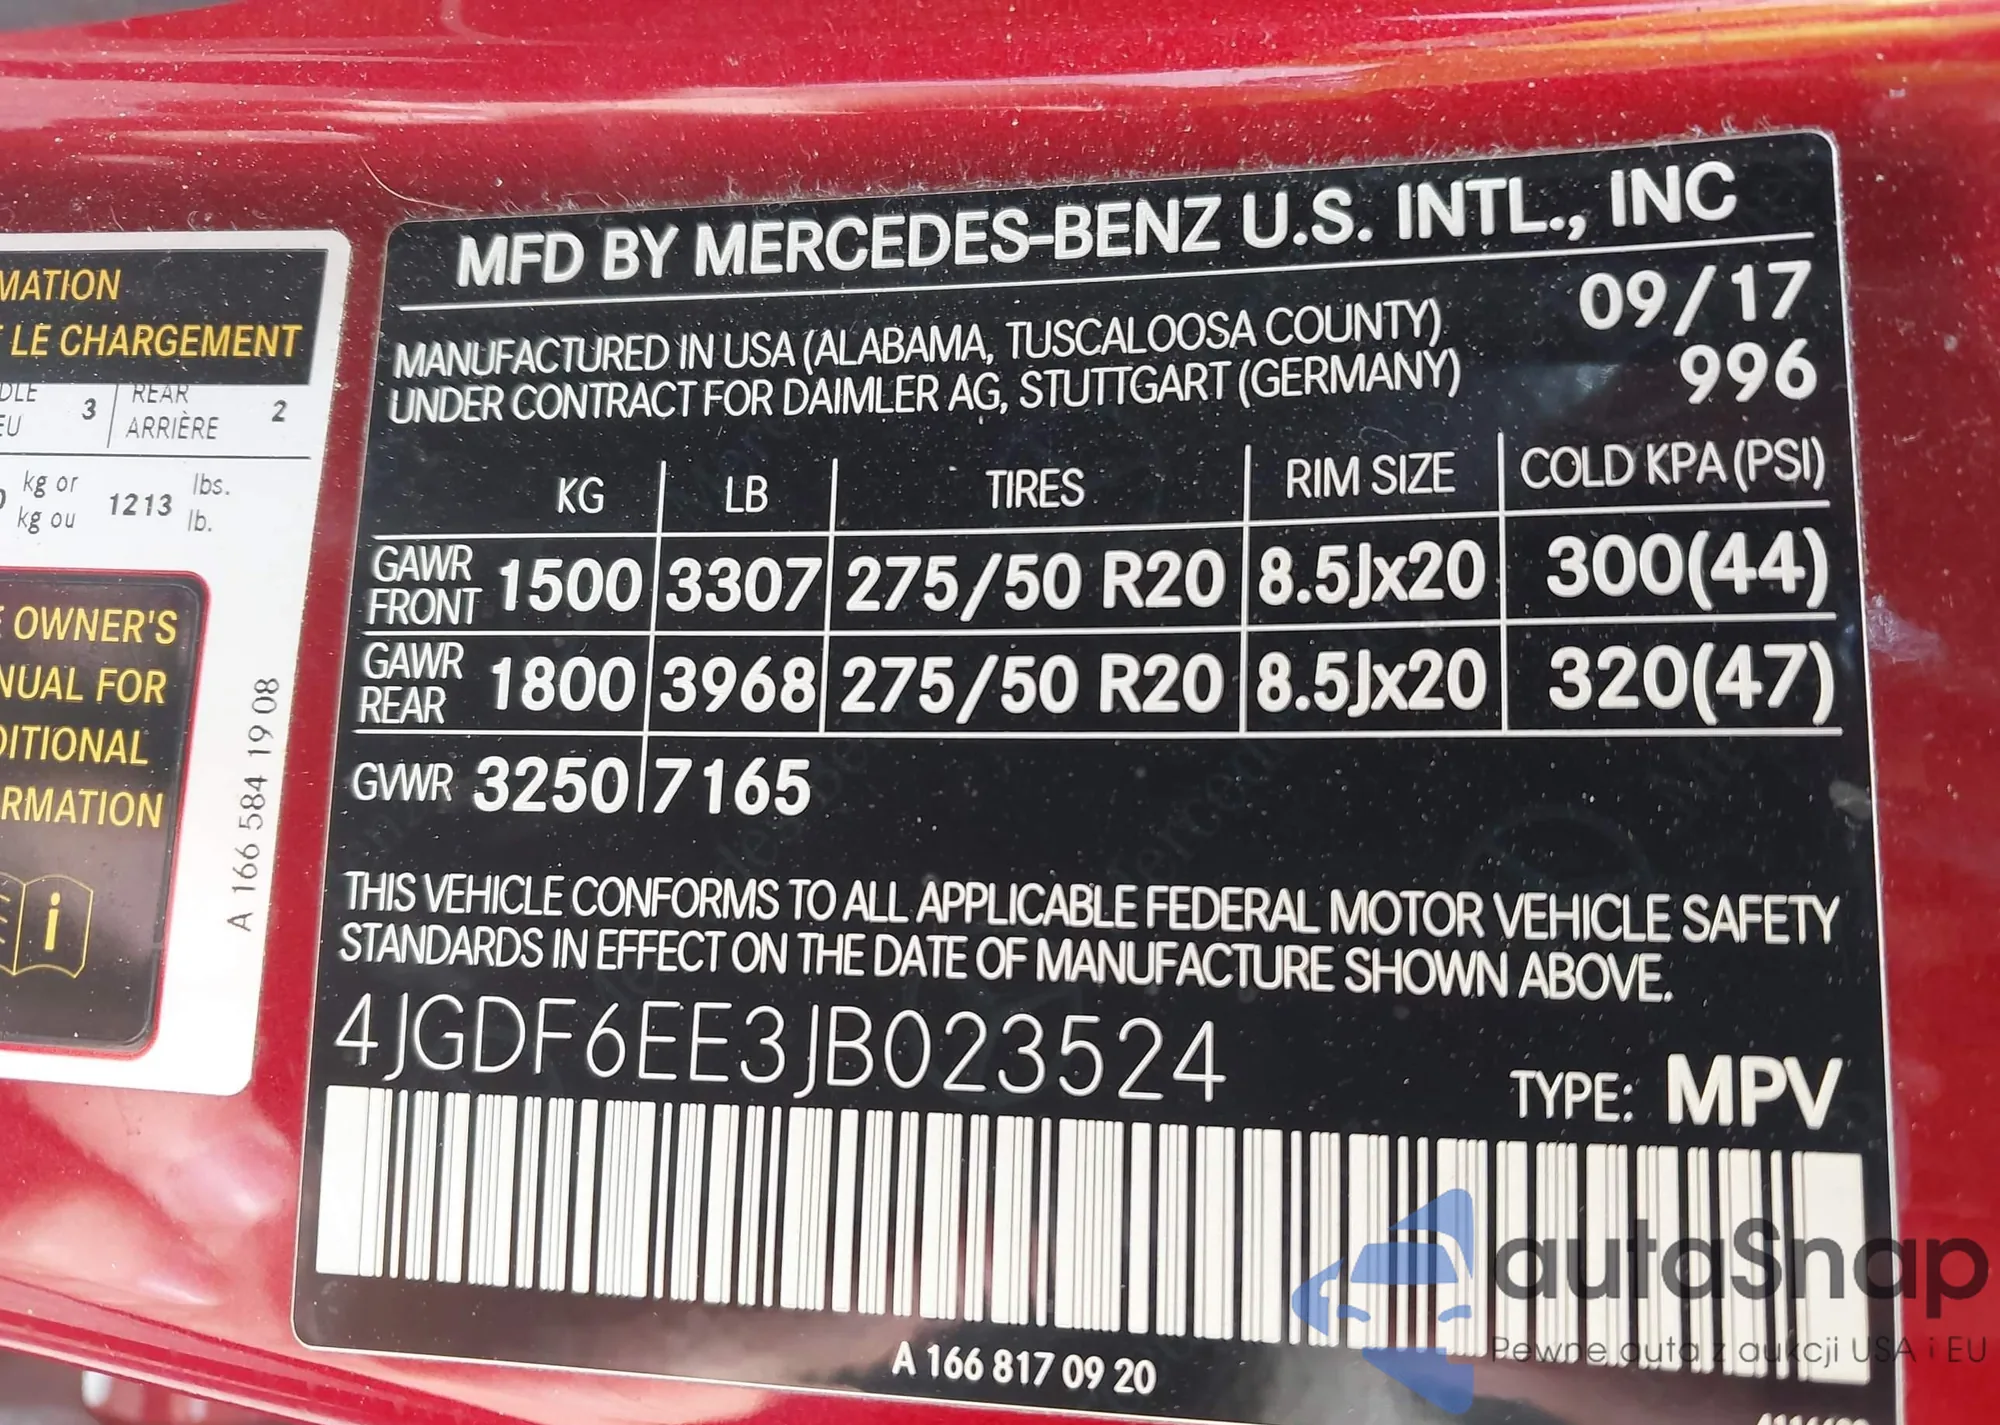 MATION
LE CHARGEMENT
3 REAR 2
EU ARRIÈRE
kg or 1213 lbs.
kg ou lb.
OWNER'S
NUAL FOR
DITIONAL
RMATION
i
A 166 584 19 08
MFD BY MERCEDES-BENZ U.S. INTL., INC
09/17
MANUFACTURED IN USA (ALABAMA, TUSCALOOSA COUNTY)
UNDER CONTRACT FOR DAIMLER AG, STUTTGART (GERMANY)
996
KG LB TIRES RIM SIZE COLD KPA (PSI)
GAWR FRONT 1500 3307 275/50 R20 8.5Jx20 300(44)
GAWR REAR 1800 3968 275/50 R20 8.5Jx20 320(47)
GVWR 3250 7165
THIS VEHICLE CONFORMS TO ALL APPLICABLE FEDERAL MOTOR VEHICLE SAFETY
STANDARDS IN EFFECT ON THE DATE OF MANUFACTURE SHOWN ABOVE.
4JGDF6EE3JB023524
TYPE: MPV
A 166 817 09 20
autaSnap
Pewne auta z aukcji USA i EU